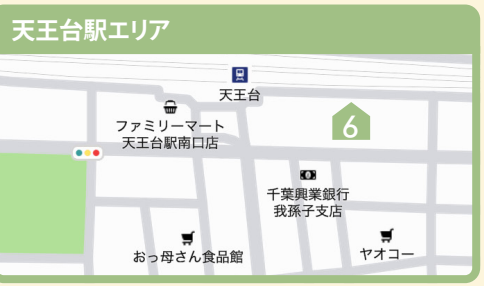 天王台駅エリア
天王台
ファミリーマート
天王台駅南口店
6
千葉興業銀行
我孫子支店
おっ母さん食品館
ヤオコー